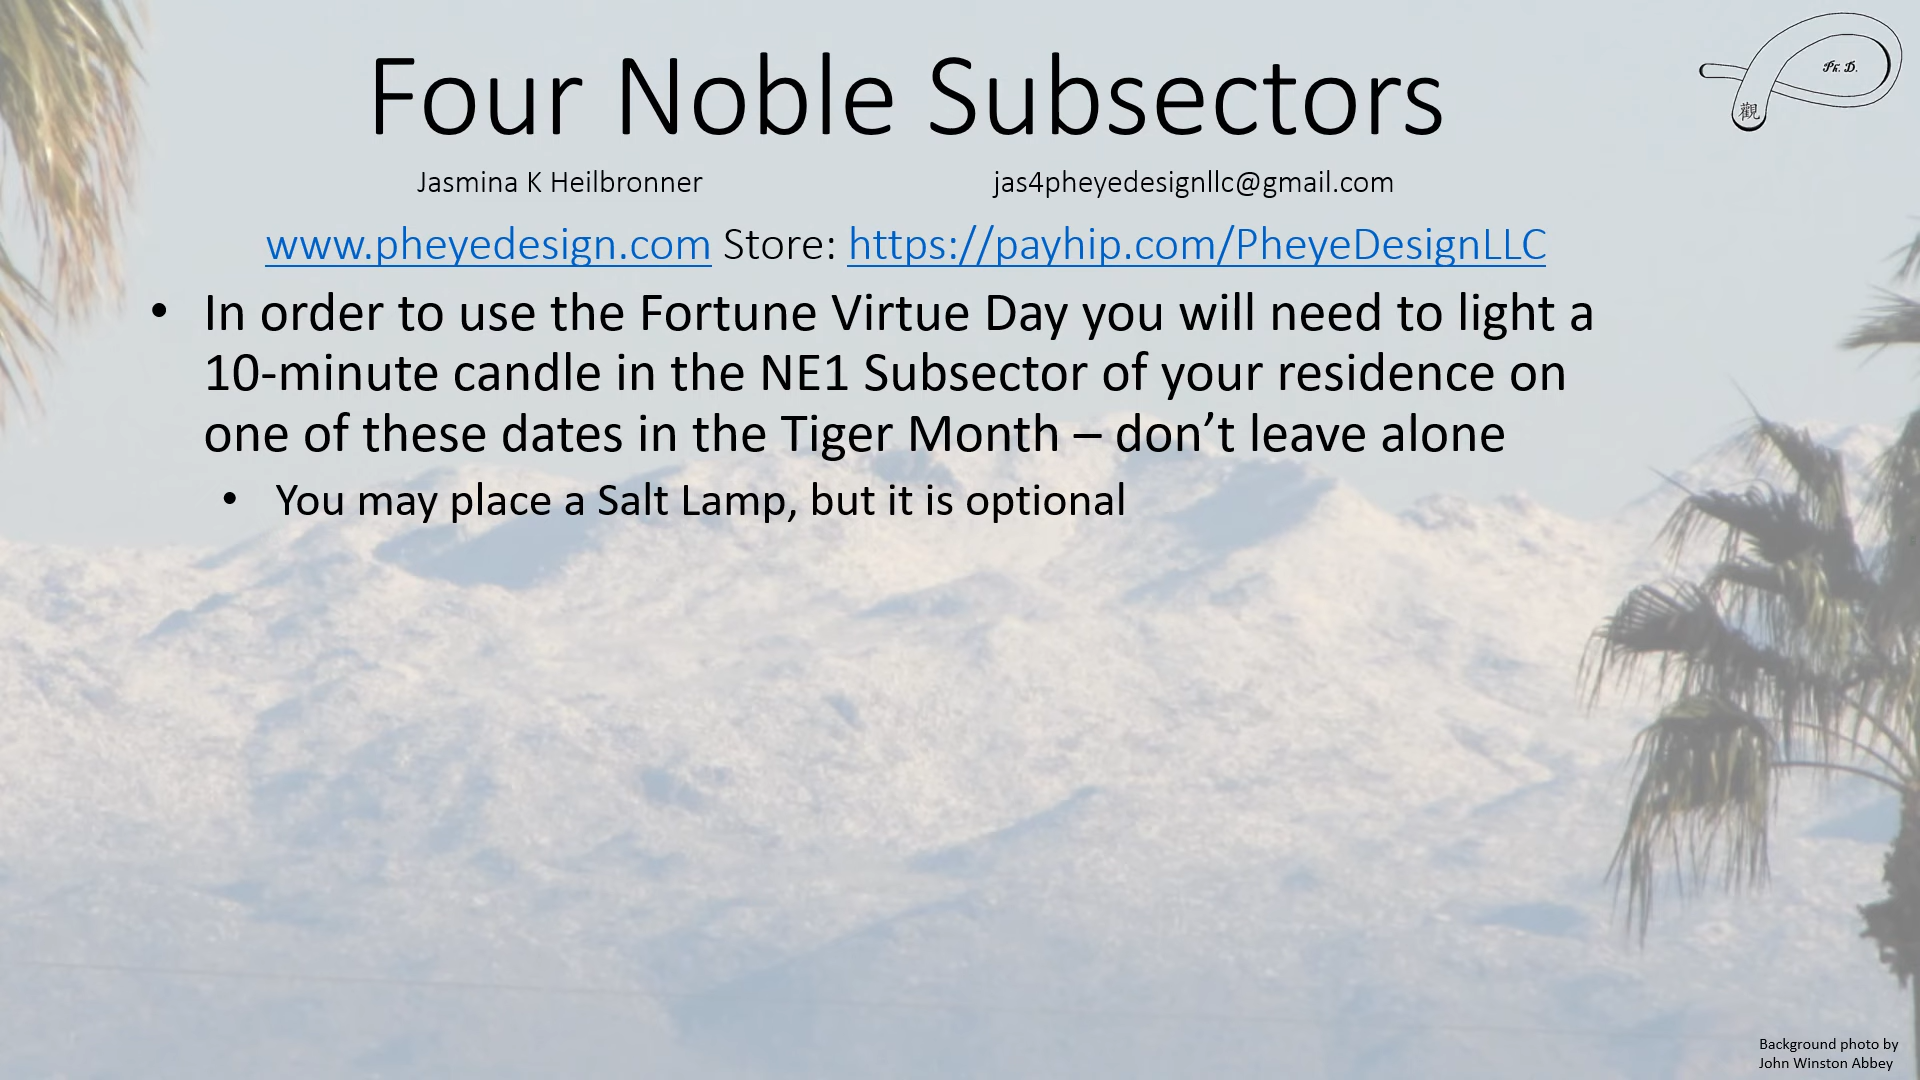 Four Noble Subsectors
Ph. D.
觀
Jasmina K Heilbronner jas4pheyedesignllc@gmail.com
www.pheyedesign.com Store: https://payhip.com/PheyeDesignLLC
• In order to use the Fortune Virtue Day you will need to light a
10-minute candle in the NE1 Subsector of your residence on
one of these dates in the Tiger Month – don’t leave alone
• You may place a Salt Lamp, but it is optional
Background photo by
John Winston Abbey